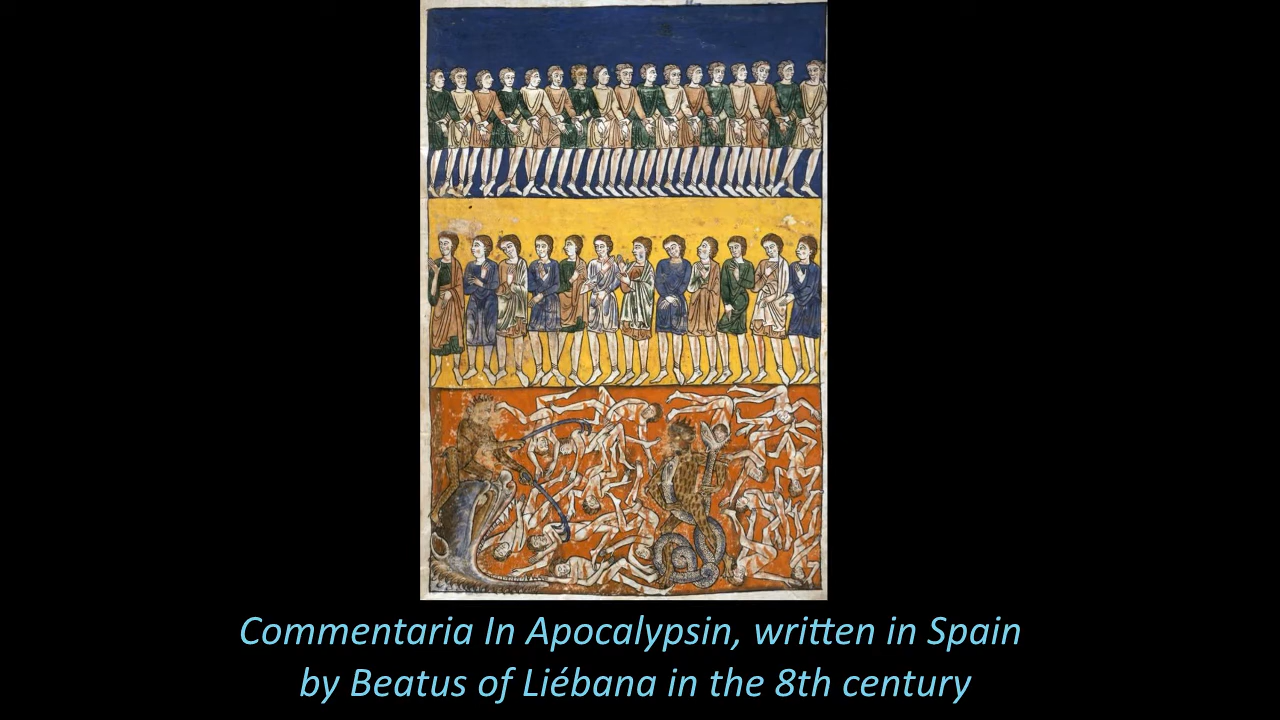 Commentaria In Apocalypsin, written in Spain
by Beatus of Liébana in the 8th century